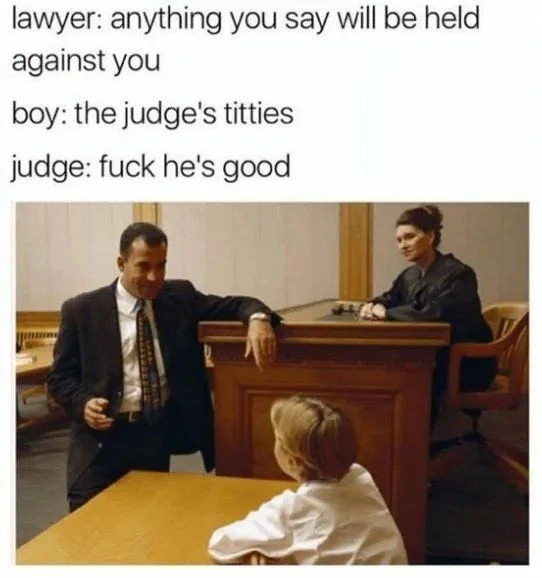 lawyer: anything you say will be held
against you
boy: the judge's titties
judge: fuck he's good